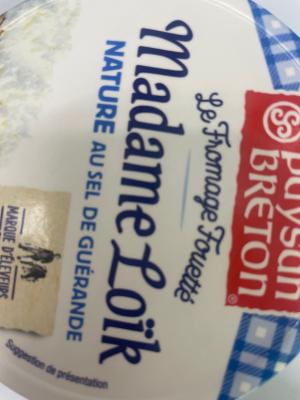 paysan
BRETON®
Le Fromage Fouetté
Madame Loïk
NATURE AU SEL DE GUÉRANDE
MARQUE D'ÉLEVEURS
Suggestion de présentation